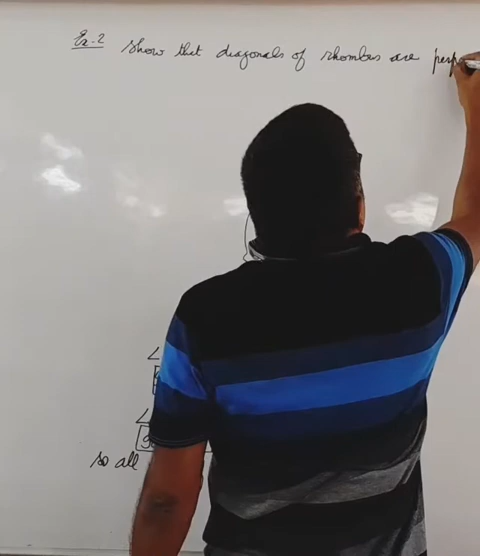 Ex-2 Show that diagonals of rhombus are perp
∠
∠
so all